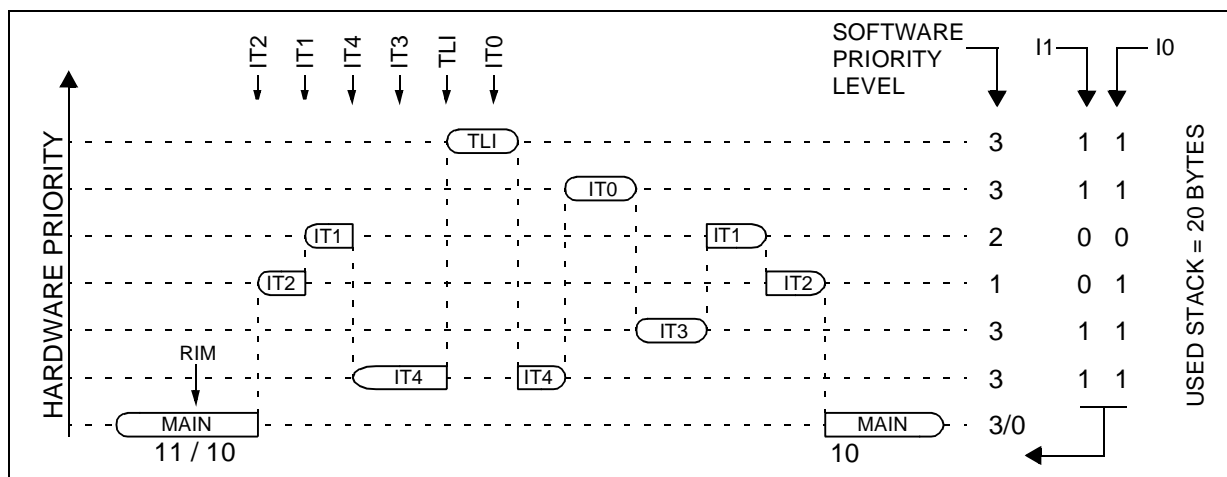 IT2
IT1
IT4
IT3
TLI
IT0
SOFTWARE
PRIORITY
LEVEL
I1
I0
HARDWARE PRIORITY
TLI
3
1 1
IT0
3
1 1
IT1
IT1
2
0 0
IT2
IT2
1
0 1
IT3
3
1 1
RIM
IT4
IT4
3
1 1
MAIN
MAIN
3/0
11 / 10
10
USED STACK = 20 BYTES